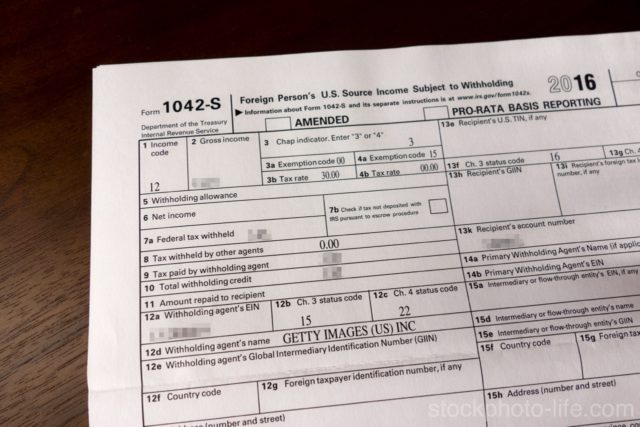 Form 1042-S
Foreign Person's U.S. Source Income Subject to Withholding
2016
▶ Information about Form 1042-S and its separate instructions is at www.irs.gov/form1042s.
Department of the Treasury
Internal Revenue Service
AMENDED
PRO-RATA BASIS REPORTING
1 Income code
12
2 Gross income
3 Chap indicator. Enter "3" or "4"
3
3a Exemption code 00
4a Exemption code 15
3b Tax rate 30.00
4b Tax rate 00.00
5 Withholding allowance
6 Net income
7a Federal tax withheld
7b Check if tax not deposited with
IRS pursuant to escrow procedure
8 Tax withheld by other agents
0.00
9 Tax paid by withholding agent
10 Total withholding credit
11 Amount repaid to recipient
12a Withholding agent's EIN
12b Ch. 3 status code
15
12c Ch. 4 status code
22
12d Withholding agent's name
GETTY IMAGES (US) INC
12e Withholding agent's Global Intermediary Identification Number (GIIN)
12f Country code
12g Foreign taxpayer identification number, if any
(number and street)
13e Recipient's U.S. TIN, if any
13f Ch. 3 status code
16
13g Ch.
13h Recipient's GIIN
13i Recipient's foreign
number, if any
13k Recipient's account number
14a Primary Withholding Agent's Name (if
14b Primary Withholding Agent's EIN
15a Intermediary or flow-through entity's EIN, if any
15d Intermediary or flow-through entity's name
15e Intermediary or flow-through entity's GIIN
15f Country code
15g Foreign
15h Address (number and street)
stockphoto-life.com